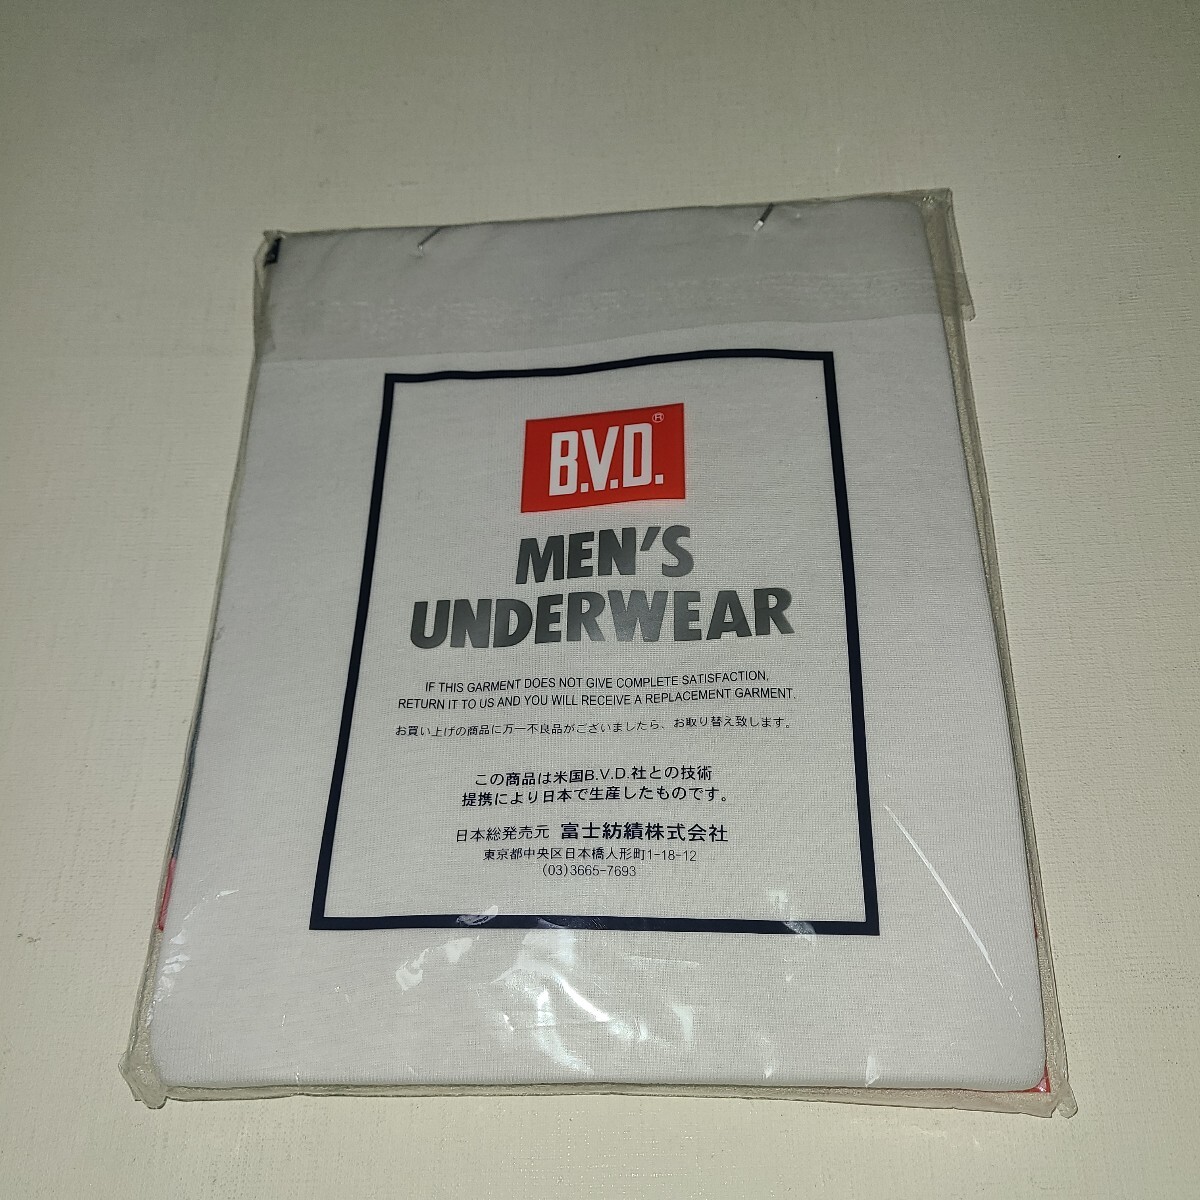 B.V.D.®
MEN'S
UNDERWEAR
IF THIS GARMENT DOES NOT GIVE COMPLETE SATISFACTION,
RETURN IT TO US AND YOU WILL RECEIVE A REPLACEMENT GARMENT.
お買い上げの商品に万一不良品がございましたら、お取り替え致します。
この商品は米国B.V.D.社との技術
提携により日本で生産したものです。
日本総発売元 富士紡績株式会社
東京都中央区日本橋人形町1-18-12
(03)3665-7693